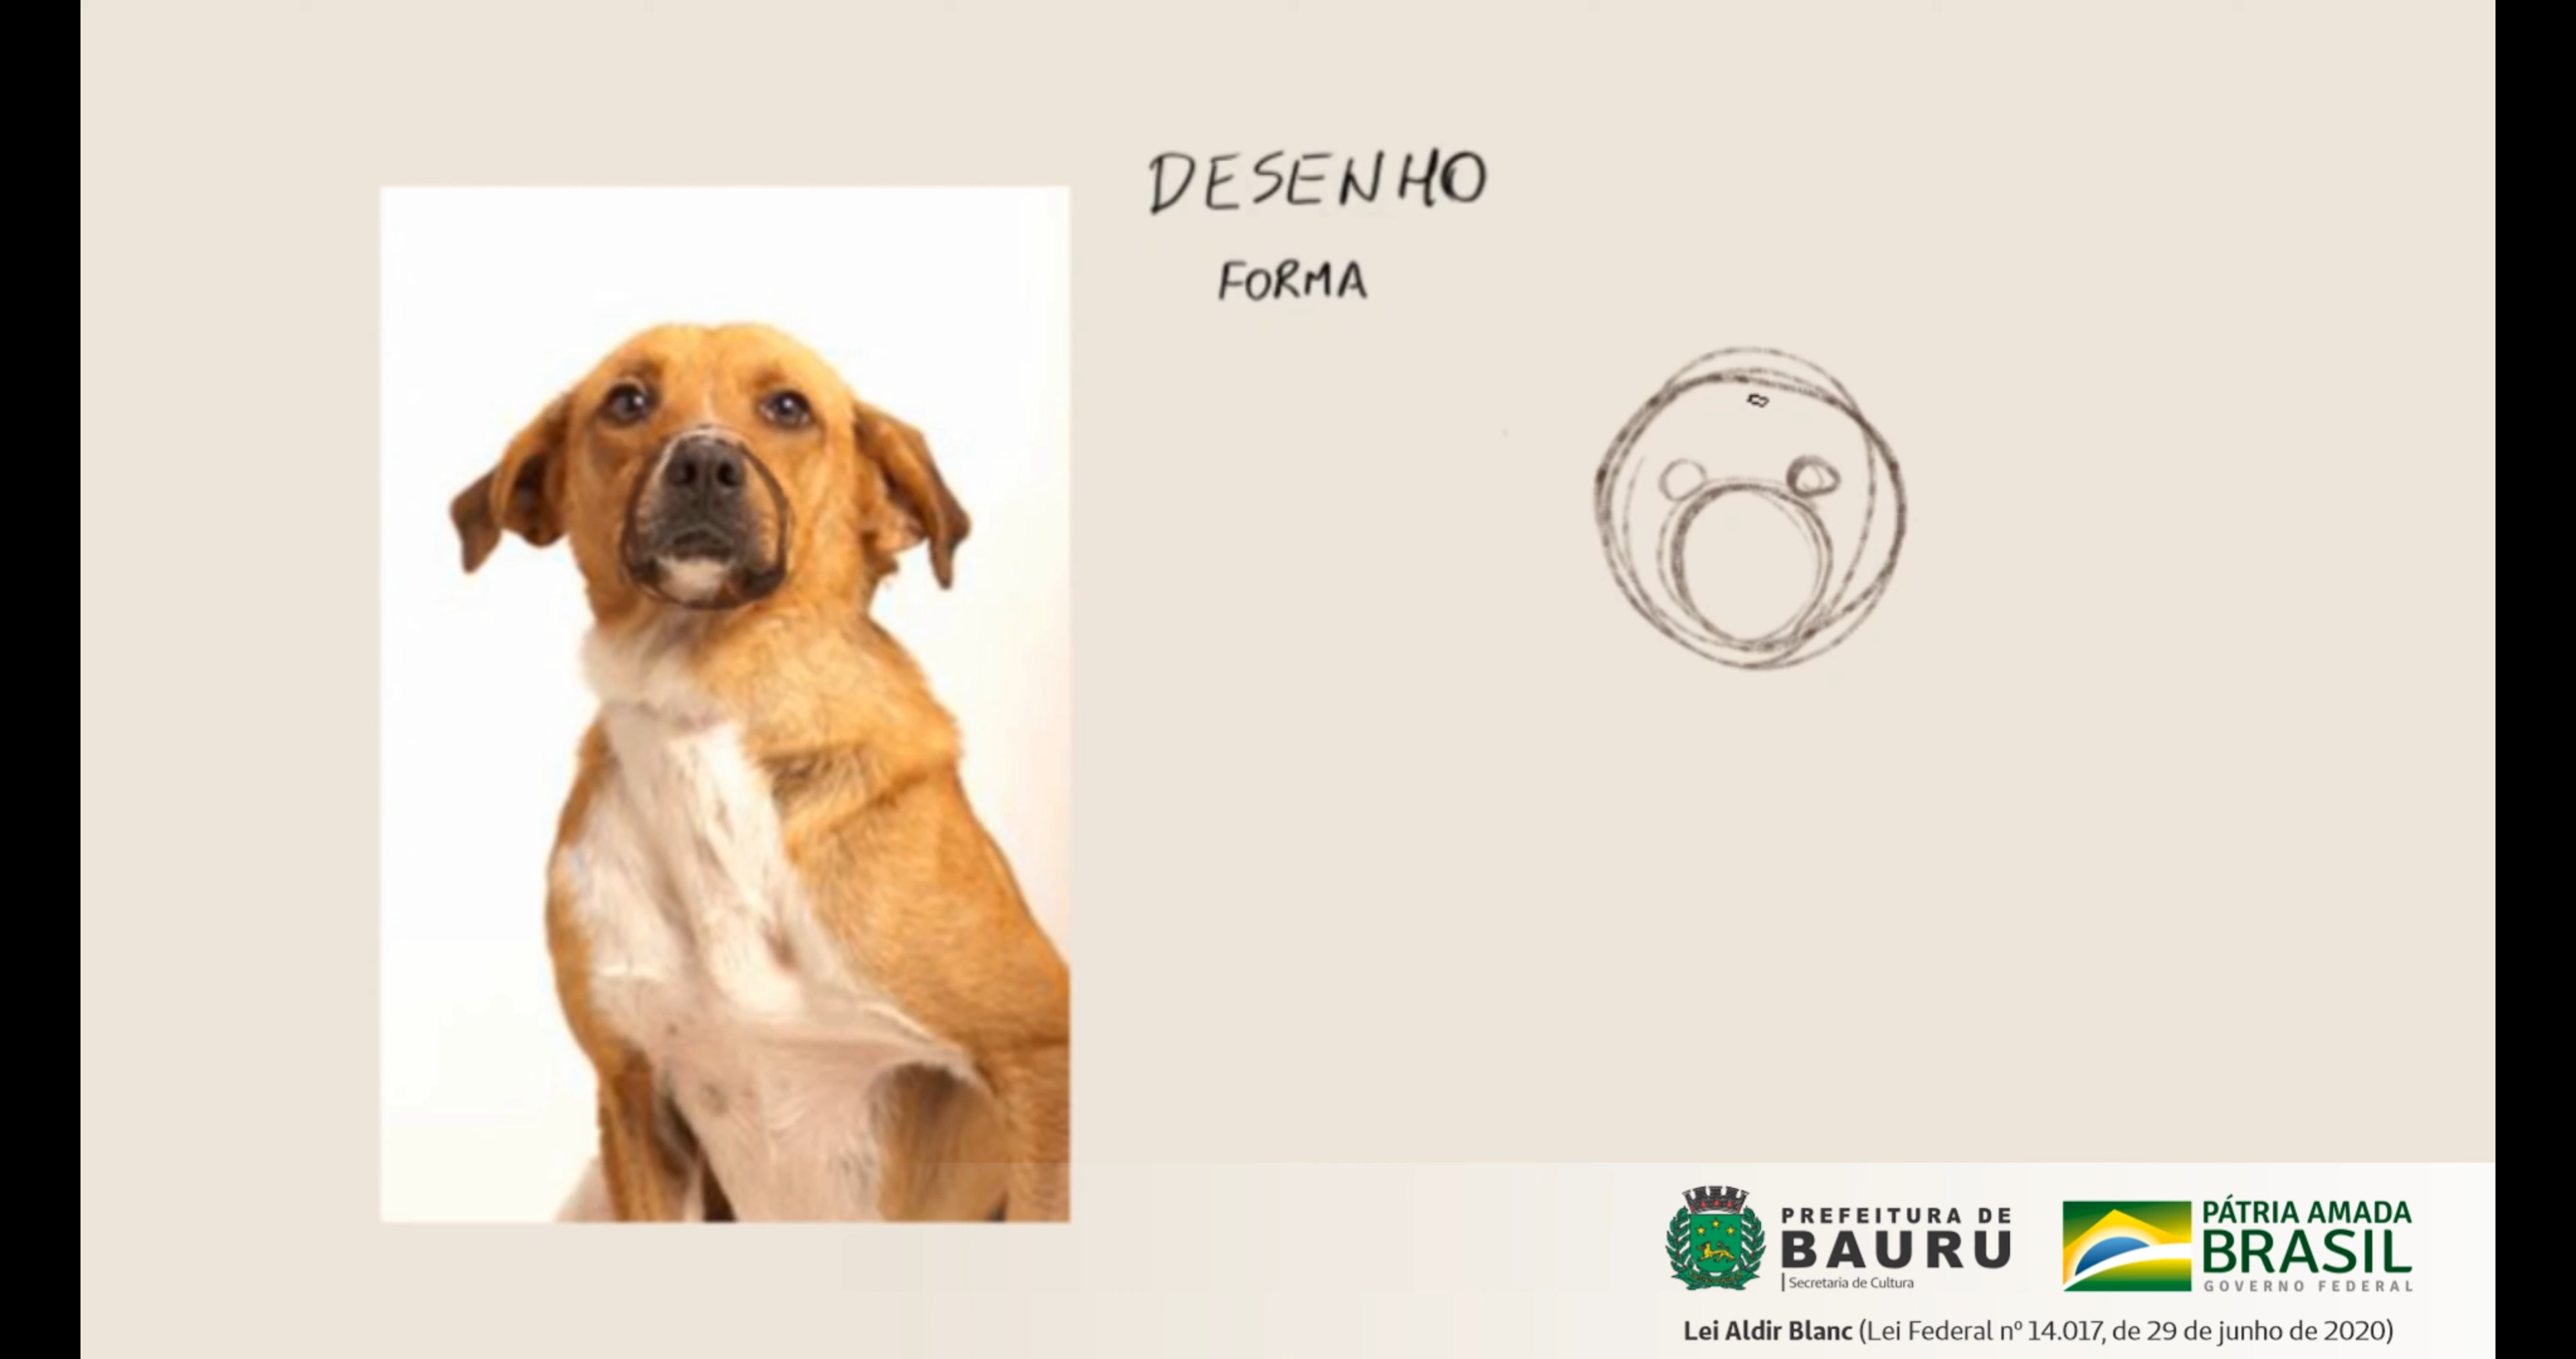 DESENHO
FORMA
PREFEITURA DE
BAURU
Secretaria de Cultura
PÁTRIA AMADA
BRASIL
GOVERNO FEDERAL
Lei Aldir Blanc (Lei Federal nº 14.017, de 29 de junho de 2020)